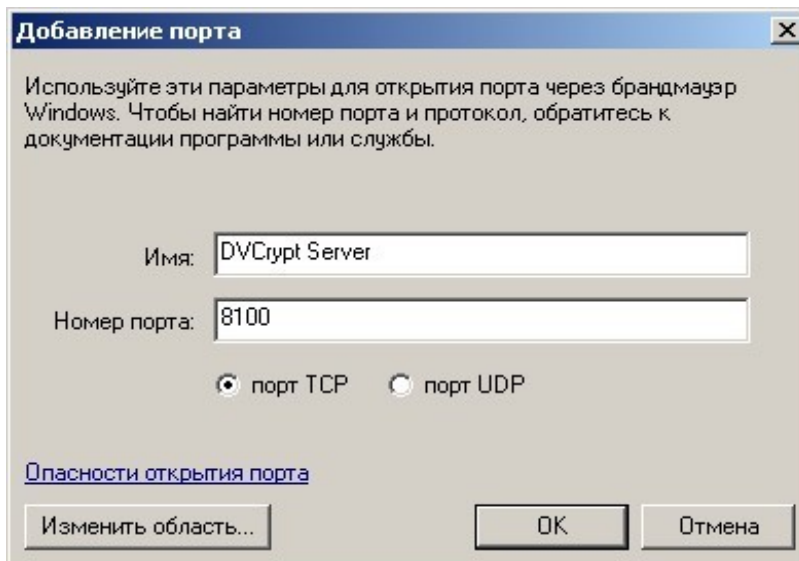 Добавление порта
Используйте эти параметры для открытия порта через брандмауэр
Windows. Чтобы найти номер порта и протокол, обратитесь к
документации программы или службы.
Имя: DVCrypt Server
Номер порта: 8100
порт TCP порт UDP
Опасности открытия порта
Изменить область... OK Отмена